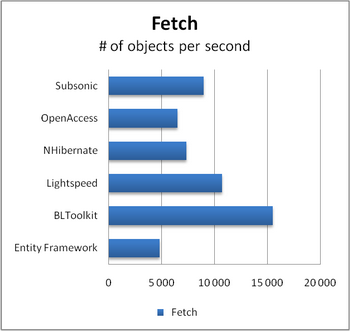 Fetch
# of objects per second
Subsonic
OpenAccess
NHibernate
Lightspeed
BLToolkit
Entity Framework
0 5 000 10 000 15 000 20 000
Fetch